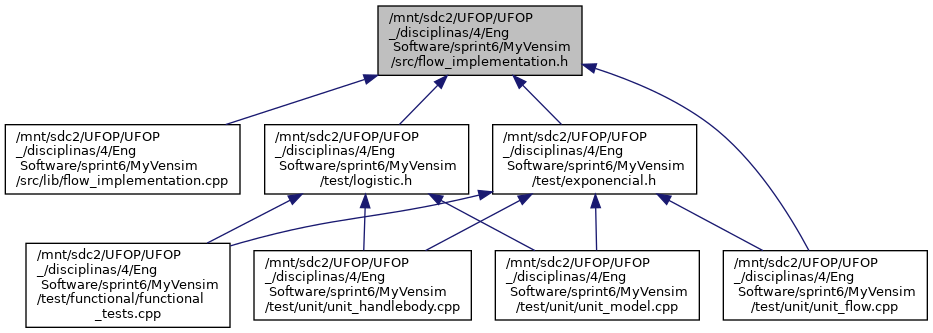 /mnt/sdc2/UFOP/UFOP
_/disciplinas/4/Eng
Software/sprint6/MyVensim
/src/flow_implementation.h
/mnt/sdc2/UFOP/UFOP
_/disciplinas/4/Eng
Software/sprint6/MyVensim
/src/lib/flow_implementation.cpp
/mnt/sdc2/UFOP/UFOP
_/disciplinas/4/Eng
Software/sprint6/MyVensim
/test/logistic.h
/mnt/sdc2/UFOP/UFOP
_/disciplinas/4/Eng
Software/sprint6/MyVensim
/test/exponencial.h
/mnt/sdc2/UFOP/UFOP
_/disciplinas/4/Eng
Software/sprint6/MyVensim
/test/functional/functional
_tests.cpp
/mnt/sdc2/UFOP/UFOP
_/disciplinas/4/Eng
Software/sprint6/MyVensim
/test/unit/unit_handlebody.cpp
/mnt/sdc2/UFOP/UFOP
_/disciplinas/4/Eng
Software/sprint6/MyVensim
/test/unit/unit_model.cpp
/mnt/sdc2/UFOP/UFOP
_/disciplinas/4/Eng
Software/sprint6/MyVensim
/test/unit/unit_flow.cpp